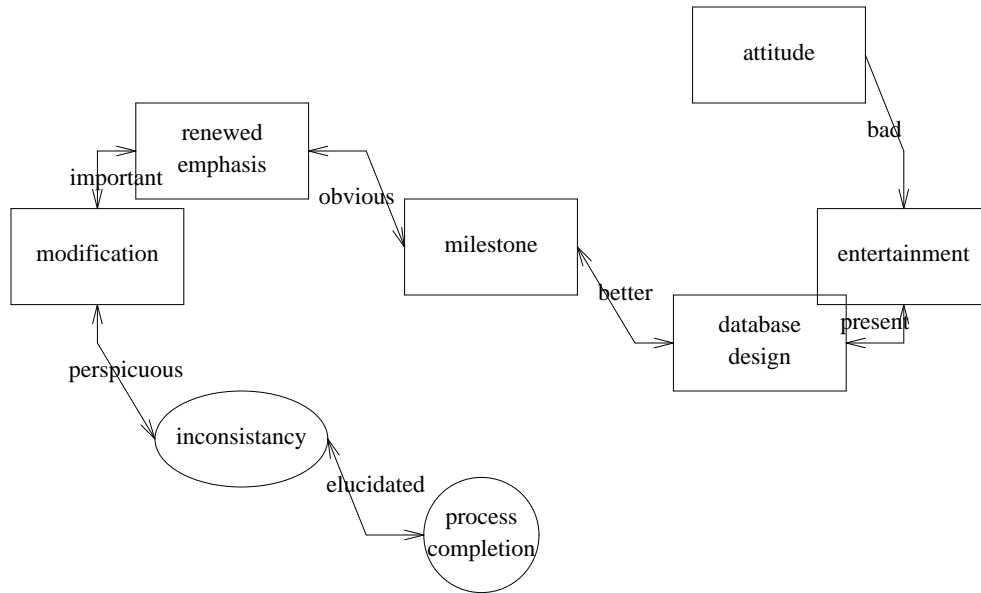 attitude
bad
renewed
emphasis
important
obvious
modification
milestone
entertainment
better
database
design
present
perspicuous
inconsistancy
elucidated
process
completion